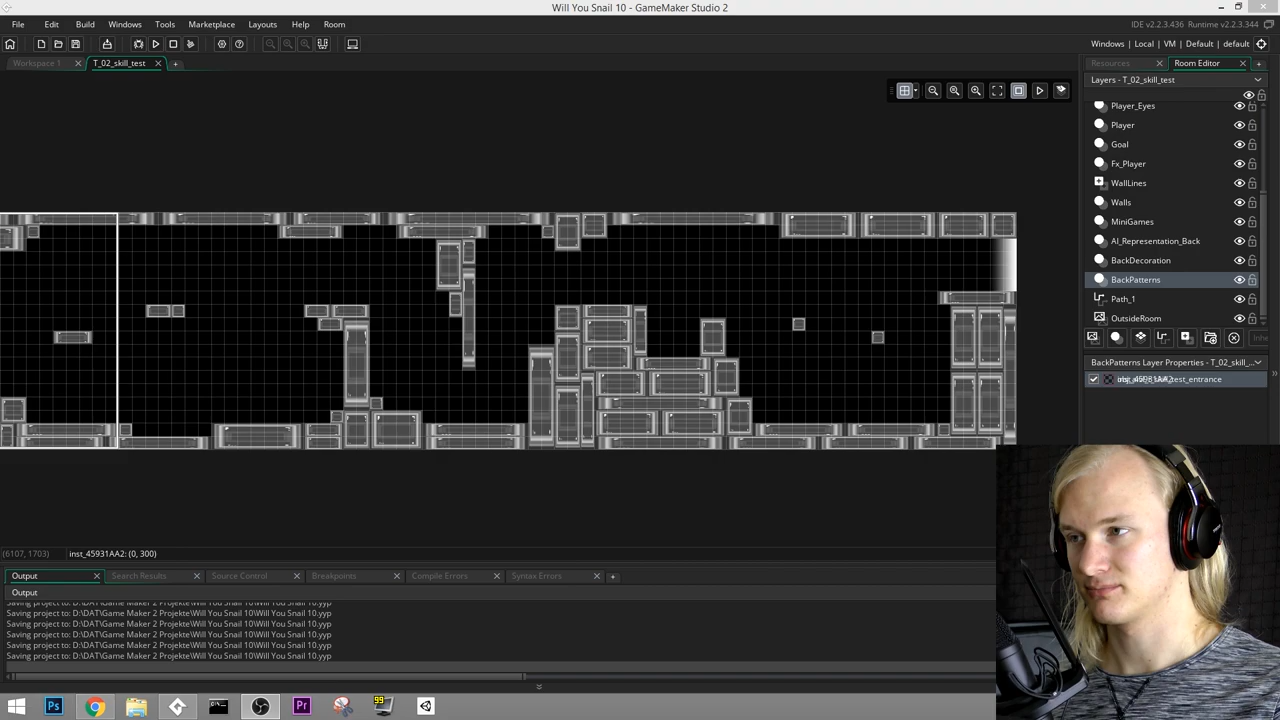 Will You Snail 10 - GameMaker Studio 2
File Edit Build Windows Tools Marketplace Layouts Help Room
IDE v2.2.3.436 Runtime v2.2.3.344
Windows | Local | VM | Default | default
Workspace 1
T_02_skill_test
Resources
Room Editor
Layers - T_02_skill_test
Player_Eyes
Player
Goal
Fx_Player
WallLines
Walls
MiniGames
AI_Representation_Back
BackDecoration
BackPatterns
Path_1
OutsideRoom
Inhe
BackPatterns Layer Properties - T_02_skill_...
(6107, 1703) inst_45931AA2: (0, 300)
Output Search Results Source Control Breakpoints Compile Errors Syntax Errors
Output
Saving project to: D:\DAT\Game Maker 2 Projekte\Will You Snail 10\Will You Snail 10.yyp
Saving project to: D:\DAT\Game Maker 2 Projekte\Will You Snail 10\Will You Snail 10.yyp
Saving project to: D:\DAT\Game Maker 2 Projekte\Will You Snail 10\Will You Snail 10.yyp
Saving project to: D:\DAT\Game Maker 2 Projekte\Will You Snail 10\Will You Snail 10.yyp
Saving project to: D:\DAT\Game Maker 2 Projekte\Will You Snail 10\Will You Snail 10.yyp
Saving project to: D:\DAT\Game Maker 2 Projekte\Will You Snail 10\Will You Snail 10.yyp
Ps
Pr
99